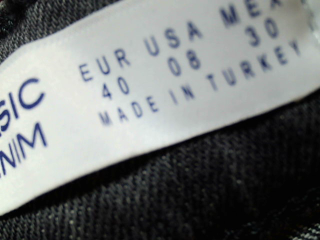 EUR USA MEX
40 08 30
MADE IN TURKEY
SIC
NIM